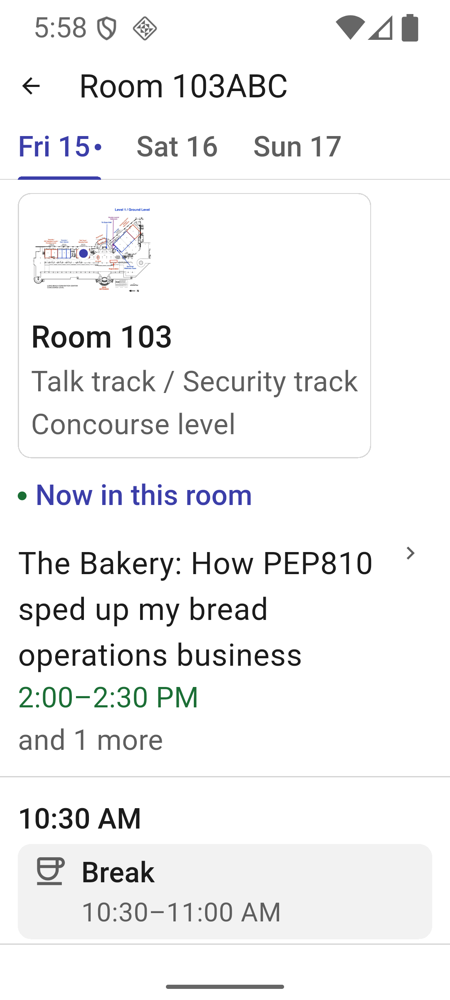 5:58
Room 103ABC
Fri 15
Sat 16
Sun 17
Room 103
Talk track / Security track
Concourse level
Now in this room
The Bakery: How PEP810
sped up my bread
operations business
2:00–2:30 PM
and 1 more
10:30 AM
Break
10:30–11:00 AM